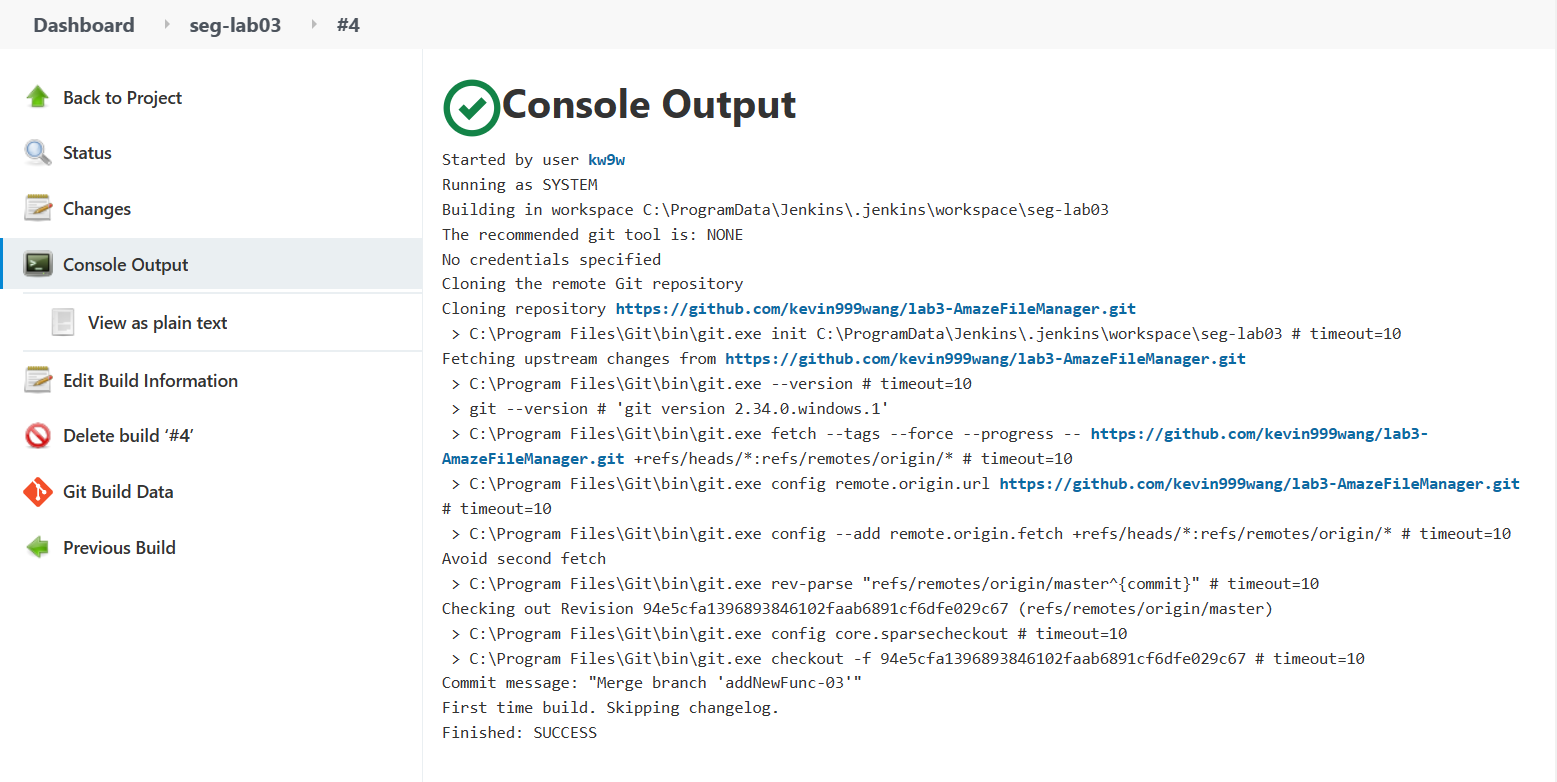 Dashboard seg-lab03 #4
Back to Project
Status
Changes
Console Output
View as plain text
Edit Build Information
Delete build ‘#4’
Git Build Data
Previous Build
Console Output
Started by user kw9w
Running as SYSTEM
Building in workspace C:\ProgramData\Jenkins\.jenkins\workspace\seg-lab03
The recommended git tool is: NONE
No credentials specified
Cloning the remote Git repository
Cloning repository https://github.com/kevin999wang/lab3-AmazeFileManager.git
> C:\Program Files\Git\bin\git.exe init C:\ProgramData\Jenkins\.jenkins\workspace\seg-lab03 # timeout=10
Fetching upstream changes from https://github.com/kevin999wang/lab3-AmazeFileManager.git
> C:\Program Files\Git\bin\git.exe --version # timeout=10
> git --version # 'git version 2.34.0.windows.1'
> C:\Program Files\Git\bin\git.exe fetch --tags --force --progress -- https://github.com/kevin999wang/lab3-
AmazeFileManager.git +refs/heads/*:refs/remotes/origin/* # timeout=10
> C:\Program Files\Git\bin\git.exe config remote.origin.url https://github.com/kevin999wang/lab3-AmazeFileManager.git
# timeout=10
> C:\Program Files\Git\bin\git.exe config --add remote.origin.fetch +refs/heads/*:refs/remotes/origin/* # timeout=10
Avoid second fetch
> C:\Program Files\Git\bin\git.exe rev-parse "refs/remotes/origin/master^{commit}" # timeout=10
Checking out Revision 94e5cfa1396893846102faab6891cf6dfe029c67 (refs/remotes/origin/master)
> C:\Program Files\Git\bin\git.exe config core.sparsecheckout # timeout=10
> C:\Program Files\Git\bin\git.exe checkout -f 94e5cfa1396893846102faab6891cf6dfe029c67 # timeout=10
Commit message: "Merge branch 'addNewFunc-03'"
First time build. Skipping changelog.
Finished: SUCCESS